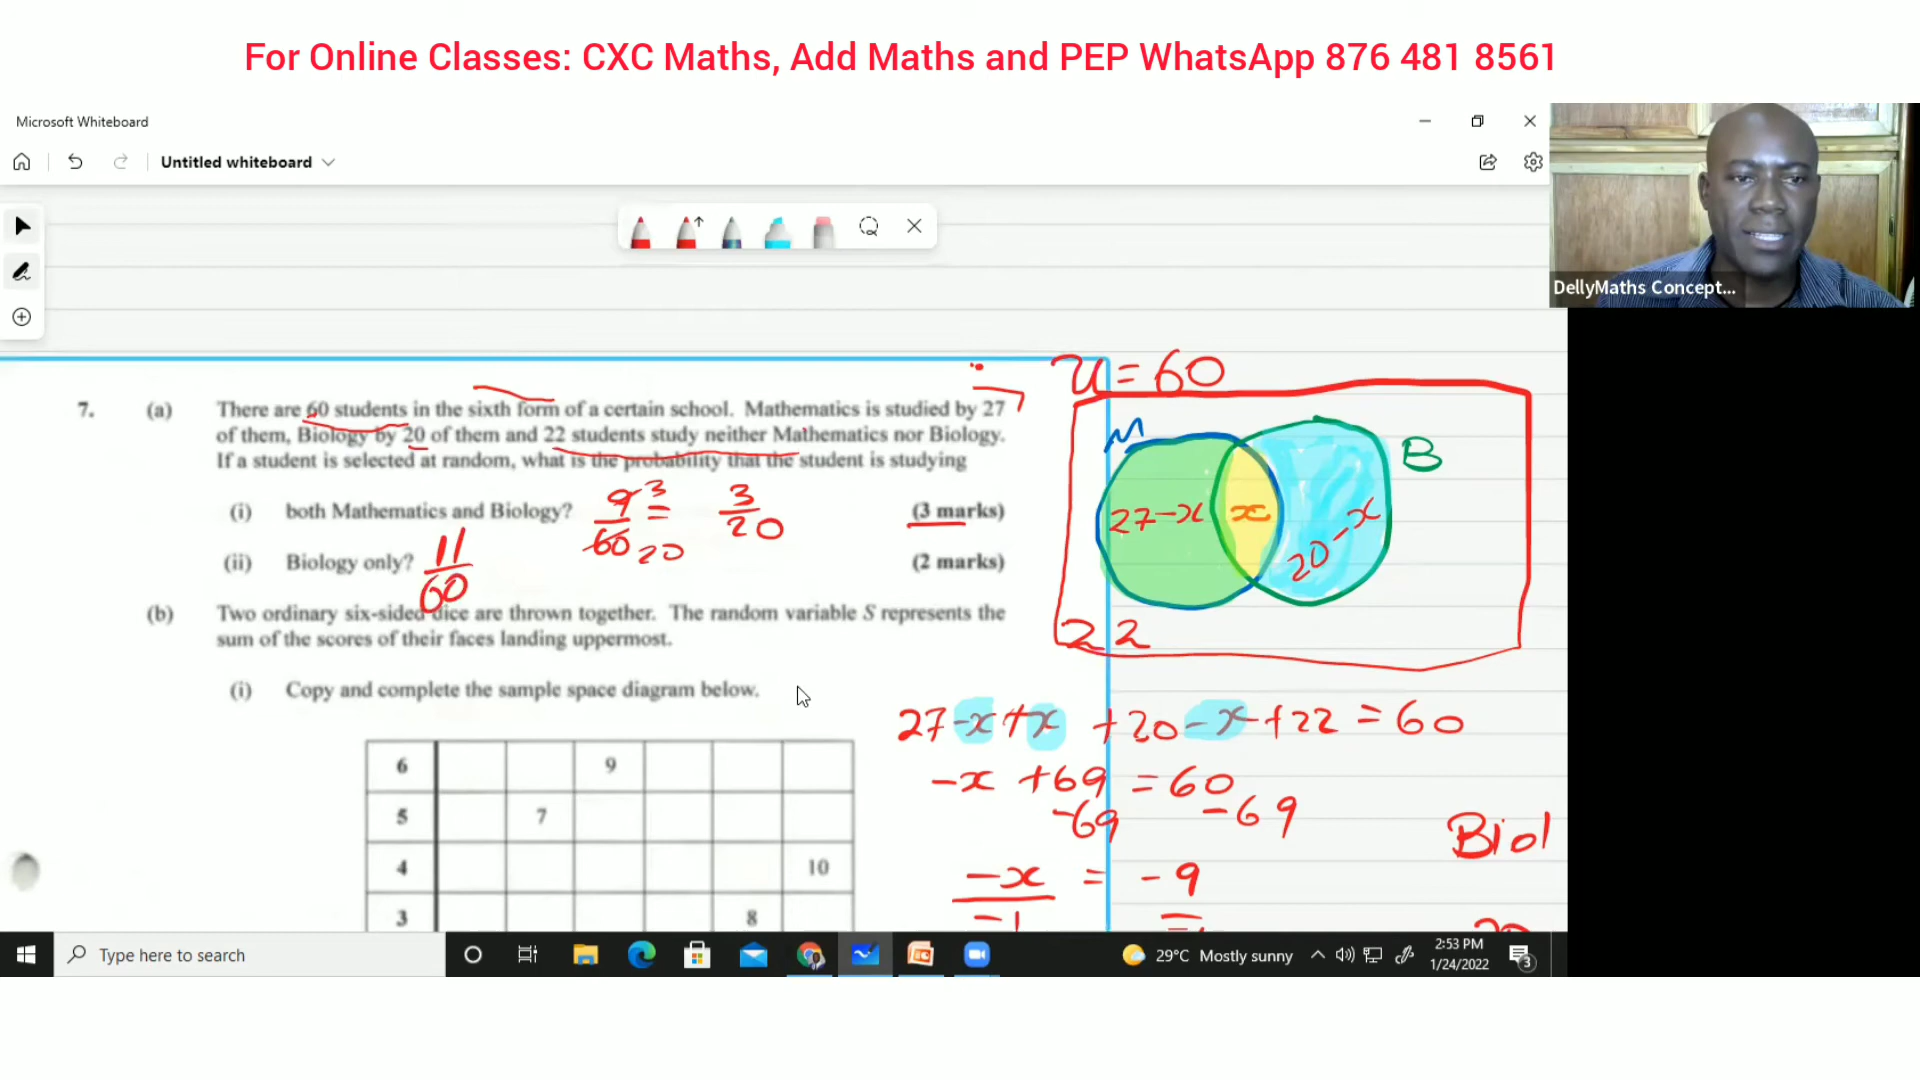 For Online Classes: CXC Maths, Add Maths and PEP WhatsApp 876 481 8561
Microsoft Whiteboard
Untitled whiteboard
DellyMaths Concept...
U = 60
7. (a) There are 60 students in the sixth form of a certain school. Mathematics is studied by 27
of them, Biology by 20 of them and 22 students study neither Mathematics nor Biology.
If a student is selected at random, what is the probability that the student is studying
(i) both Mathematics and Biology? 9/60 3/20 = 3/20 (3 marks)
(ii) Biology only? 11/60 (2 marks)
M
B
27-x
x
20-x
22
(b) Two ordinary six-sided dice are thrown together. The random variable S represents the
sum of the scores of their faces landing uppermost.
(i) Copy and complete the sample space diagram below.
6 9
5 7
4 10
3 8
27-x+x +20-x+22 = 60
-x +69 = 60
-69 -69
-x/-1 = -9
Biol
Type here to search
29°C Mostly sunny
2:53 PM
1/24/2022
3